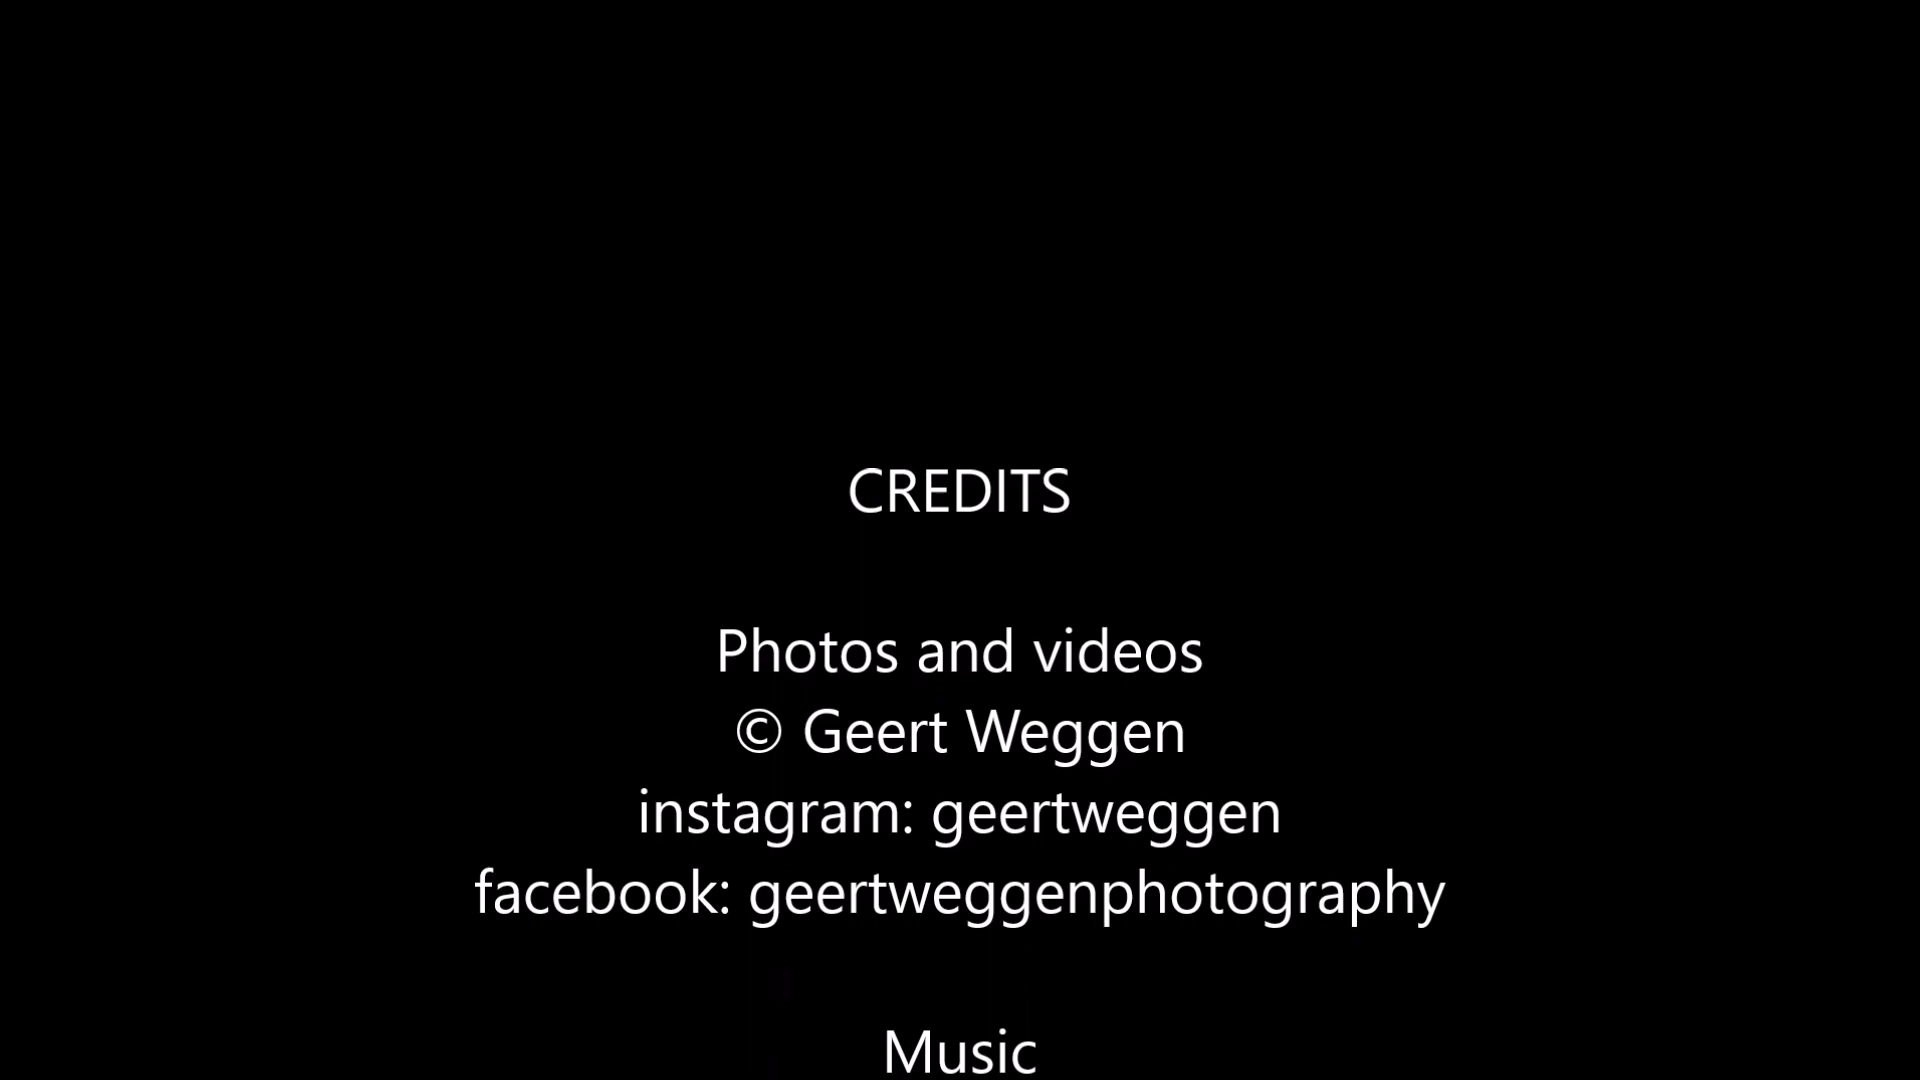 CREDITS
Photos and videos
© Geert Weggen
instagram: geertweggen
facebook: geertweggenphotography
Music